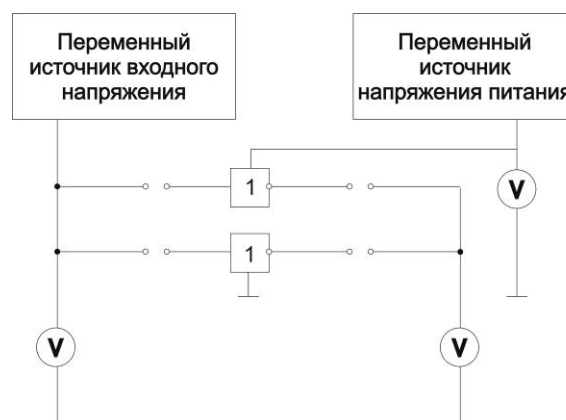 Переменный
источник входного
напряжения
Переменный
источник
напряжения питания
1
V
1
V
V